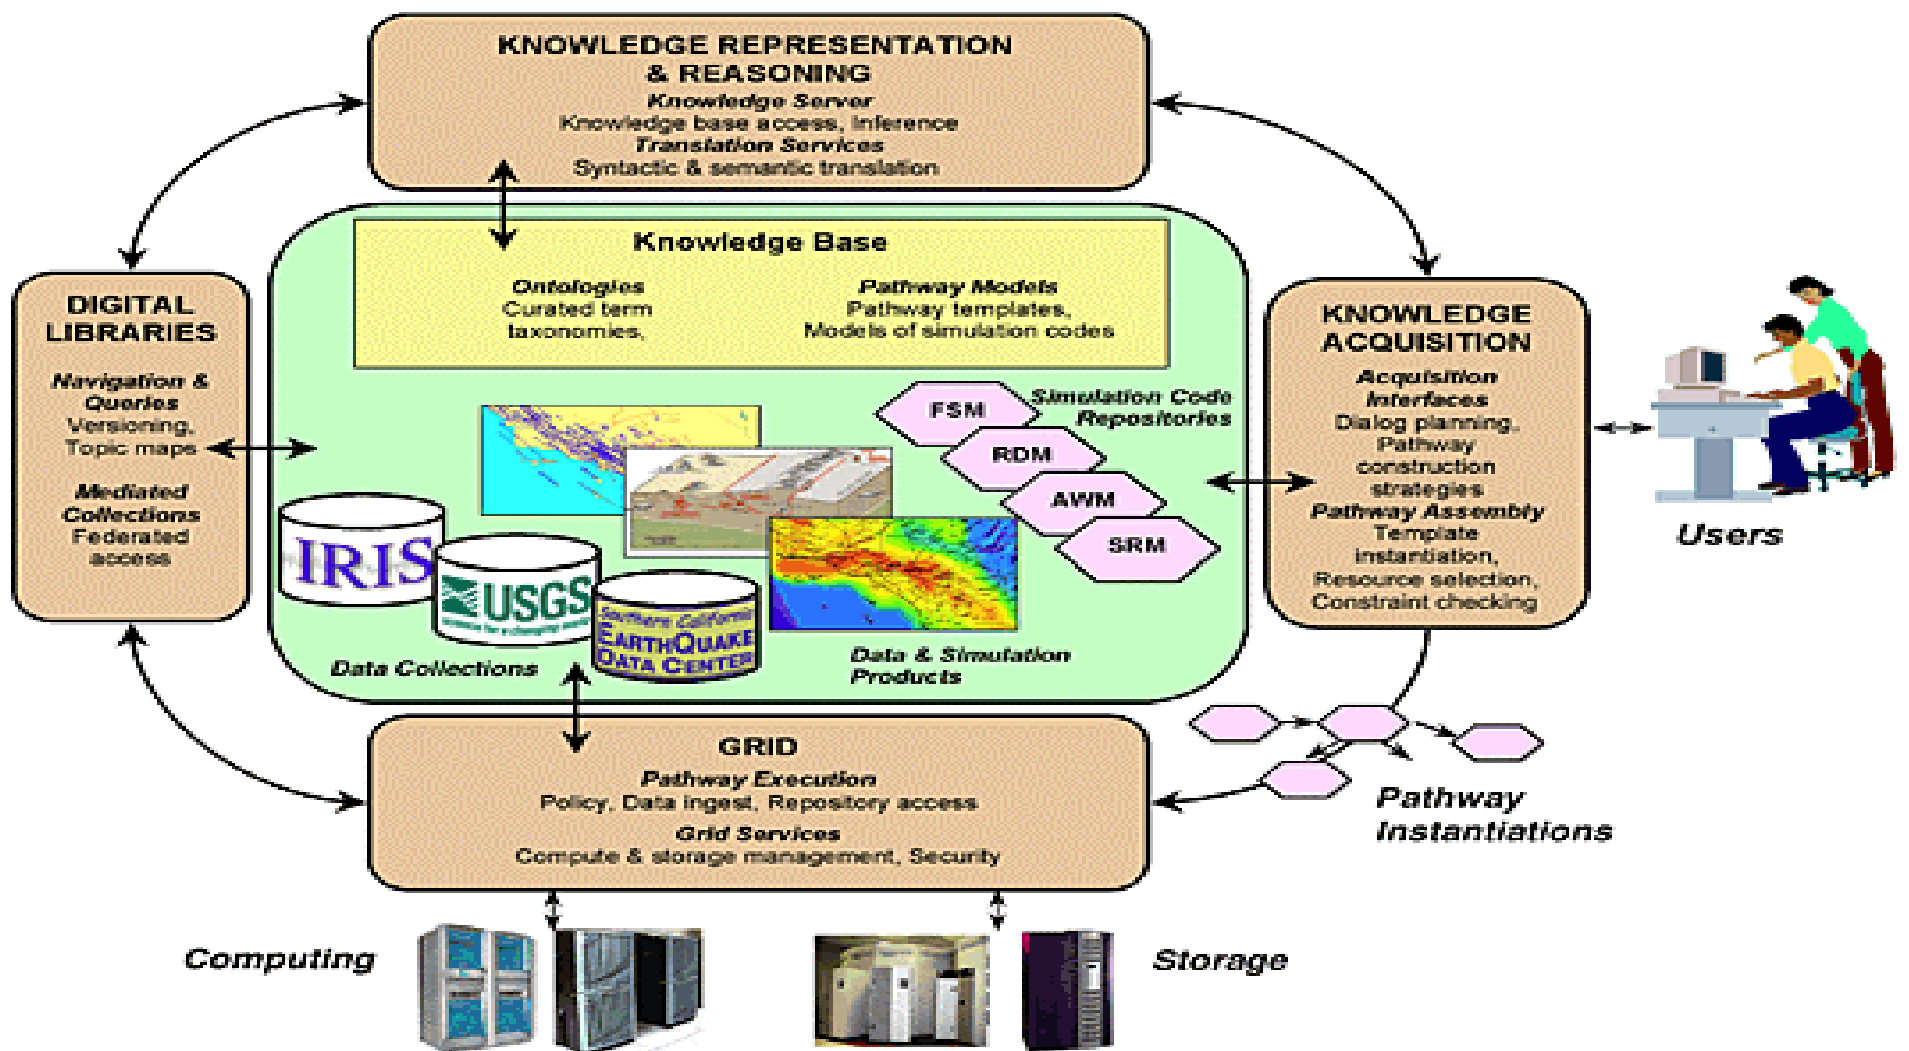 KNOWLEDGE REPRESENTATION
& REASONING
Knowledge Server
Knowledge base access, Inference
Translation Services
Syntactic & semantic translation
Knowledge Base
Ontologies
Curated term
taxonomies,
Pathway Models
Pathway templates,
Models of simulation codes
DIGITAL
LIBRARIES
Navigation &
Queries
Versioning,
Topic maps
Mediated
Collections
Federated
access
FSM
RDM
AWM
SRM
Simulation Code
Repositories
IRIS
USGS
Southern California
EARTHQUAKE
DATA CENTER
Data Collections
Data & Simulation
Products
KNOWLEDGE
ACQUISITION
Acquisition
Interfaces
Dialog planning,
Pathway
construction
strategies
Pathway Assembly
Template
instantiation,
Resource selection,
Constraint checking
Users
GRID
Pathway Execution
Policy, Data ingest, Repository access
Grid Services
Compute & storage management, Security
Pathway
Instantiations
Computing
Storage